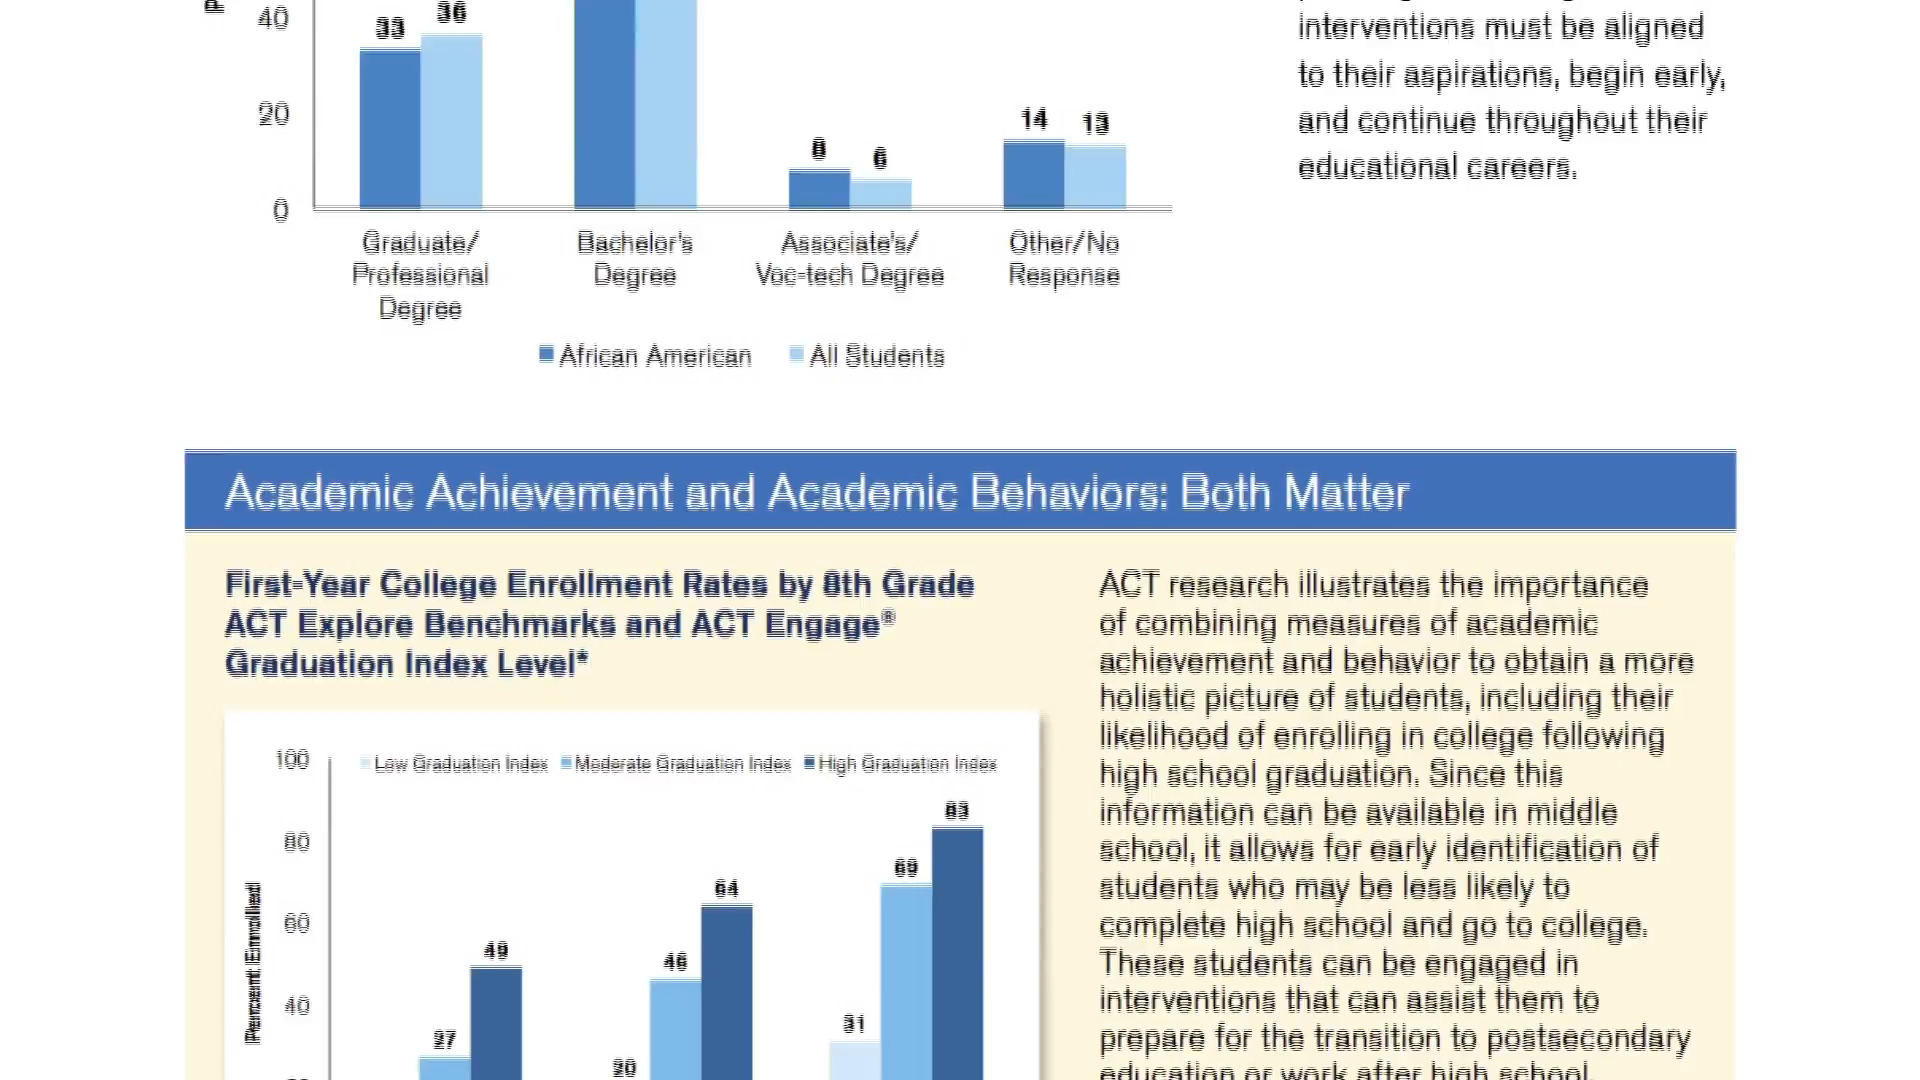 interventions must be aligned
to their aspirations, begin early,
and continue throughout their
educational careers.
40
20
0
33
36
8
6
14
13
Graduate/
Professional
Degree
Bachelor's
Degree
Associate's/
Voc-tech Degree
Other/No
Response
African American
All Students
Academic Achievement and Academic Behaviors: Both Matter
First-Year College Enrollment Rates by 8th Grade
ACT Explore Benchmarks and ACT Engage®
Graduation Index Level*
100
80
60
40
Percent Enrolled
Low Graduation Index
Moderate Graduation Index
High Graduation Index
27
49
20
46
64
31
69
83
ACT research illustrates the importance
of combining measures of academic
achievement and behavior to obtain a more
holistic picture of students, including their
likelihood of enrolling in college following
high school graduation. Since this
information can be available in middle
school, it allows for early identification of
students who may be less likely to
complete high school and go to college.
These students can be engaged in
interventions that can assist them to
prepare for the transition to postsecondary
education or work after high school.